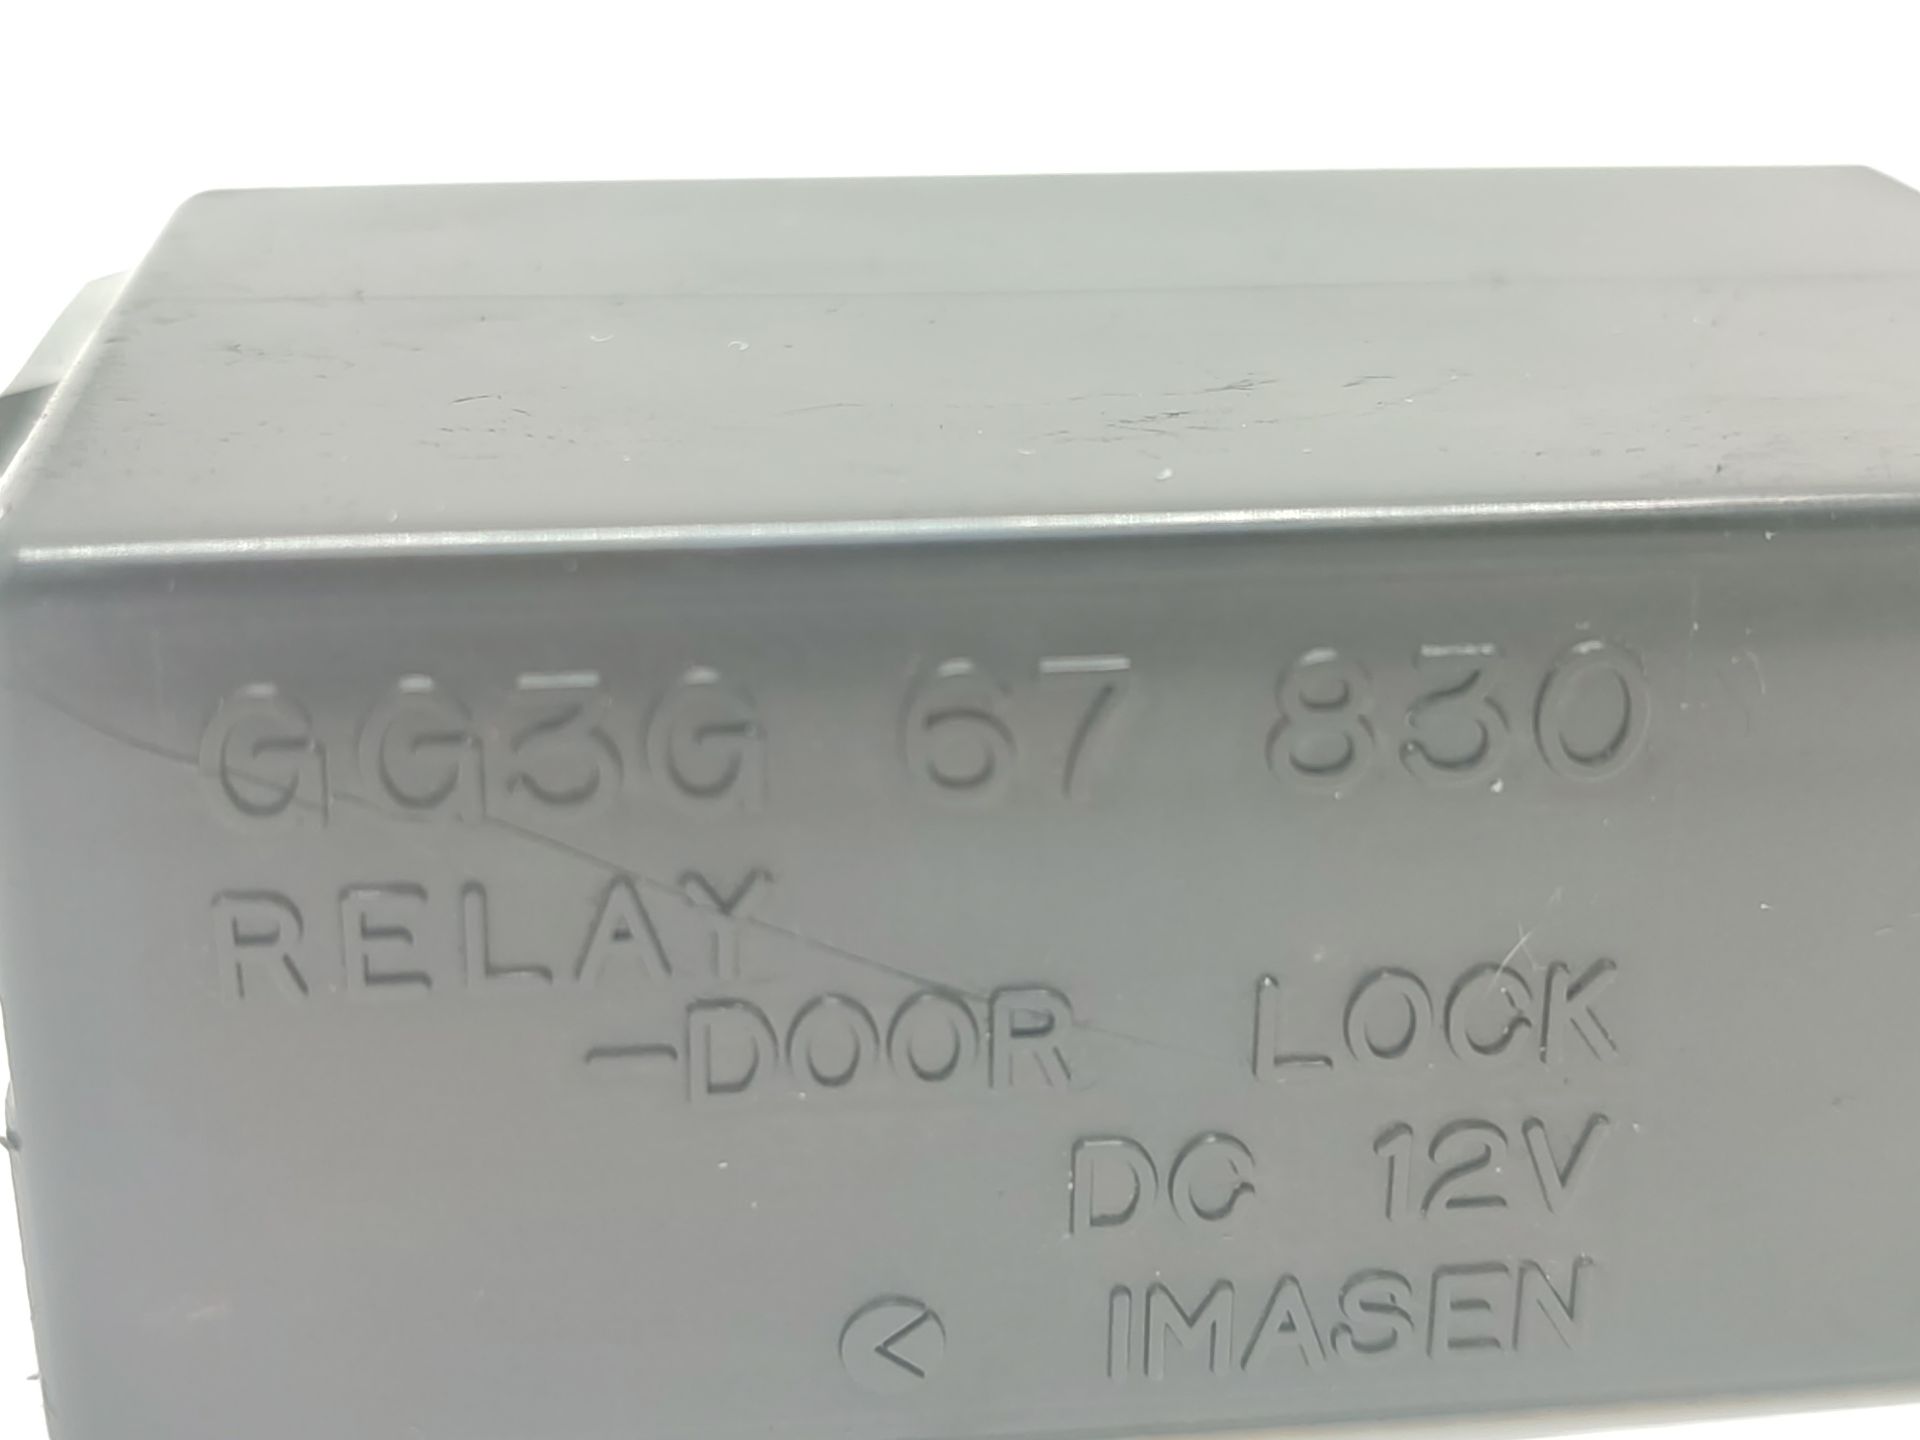 GG3G 67 830
RELAY
-DOOR LOCK
DC 12V
IMASEN